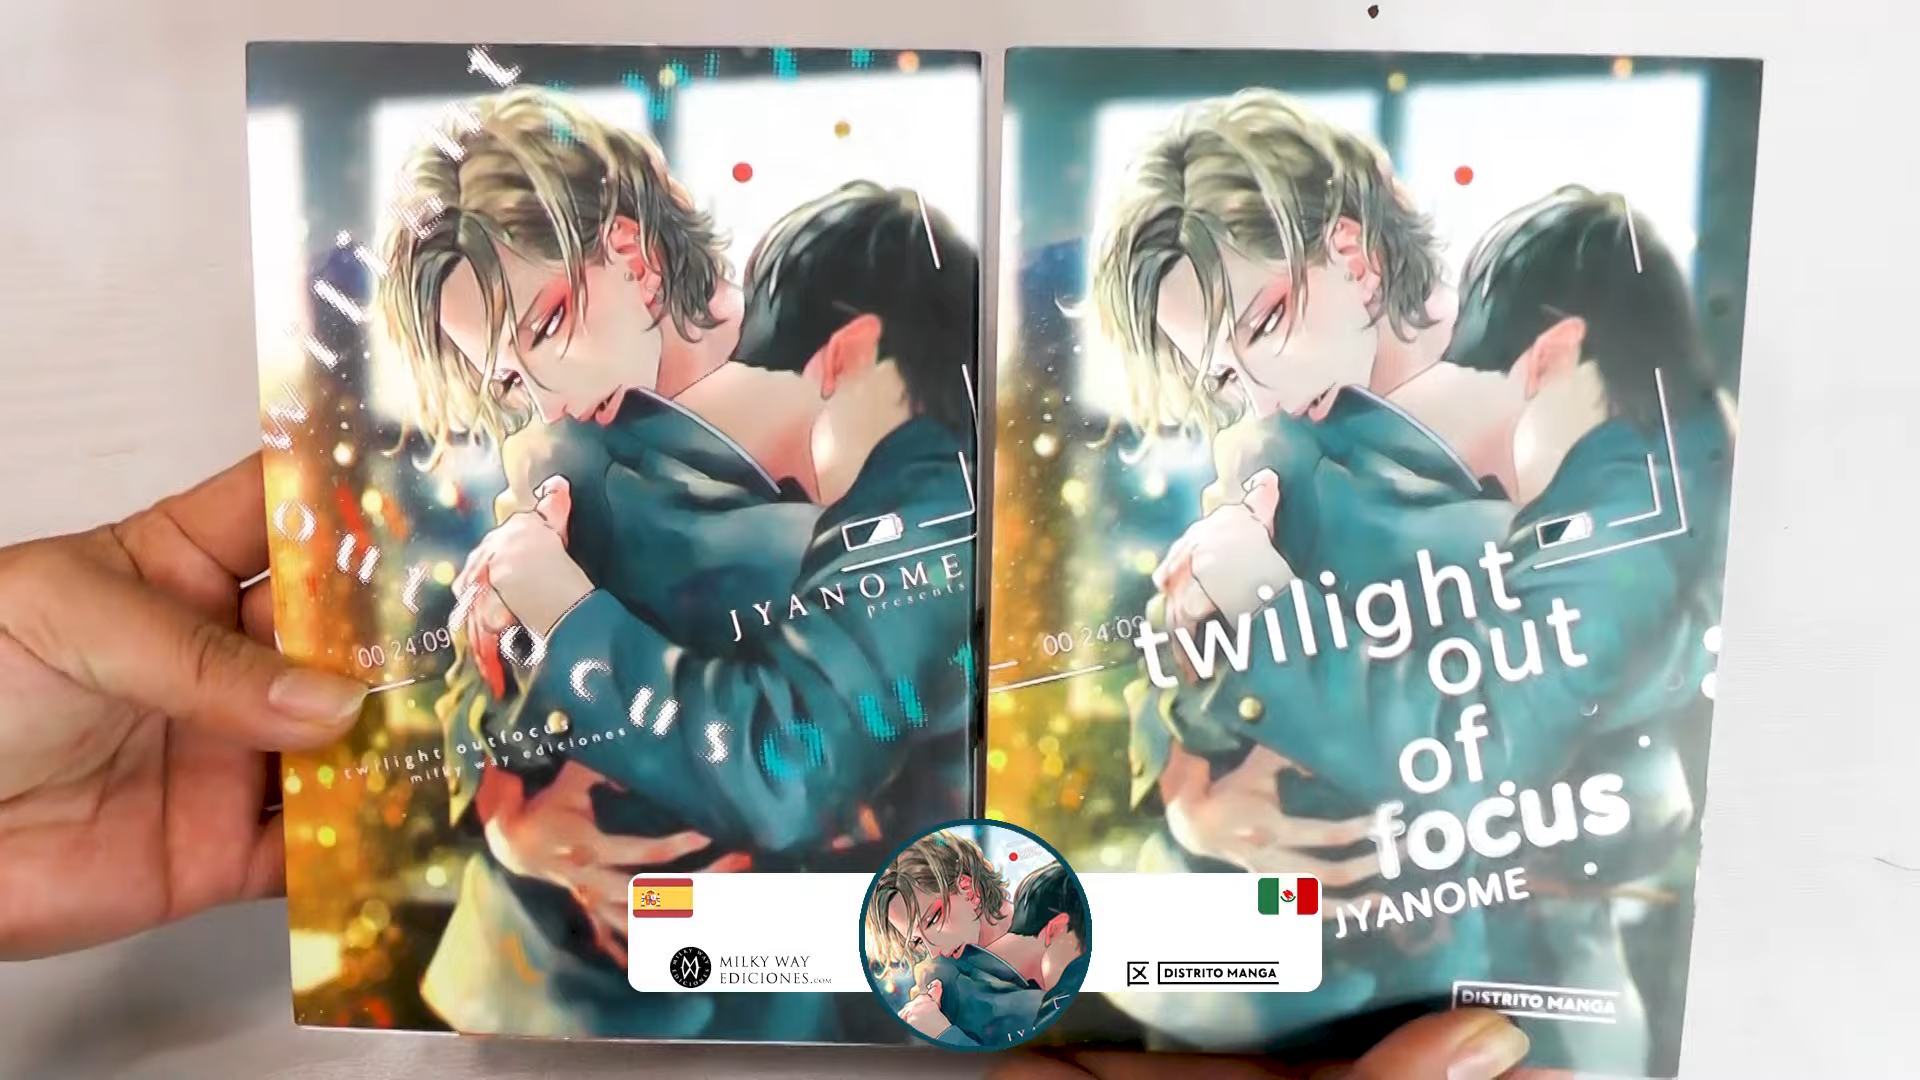 twilight
outfocus
out
00 24:09
JYANOME
presents
twilight outfocus
milky way ediciones
00 24:09
twilight
out
of
focus
JYANOME
DISTRITO MANGA
MILKY WAY
EDICIONES.COM
DISTRITO MANGA